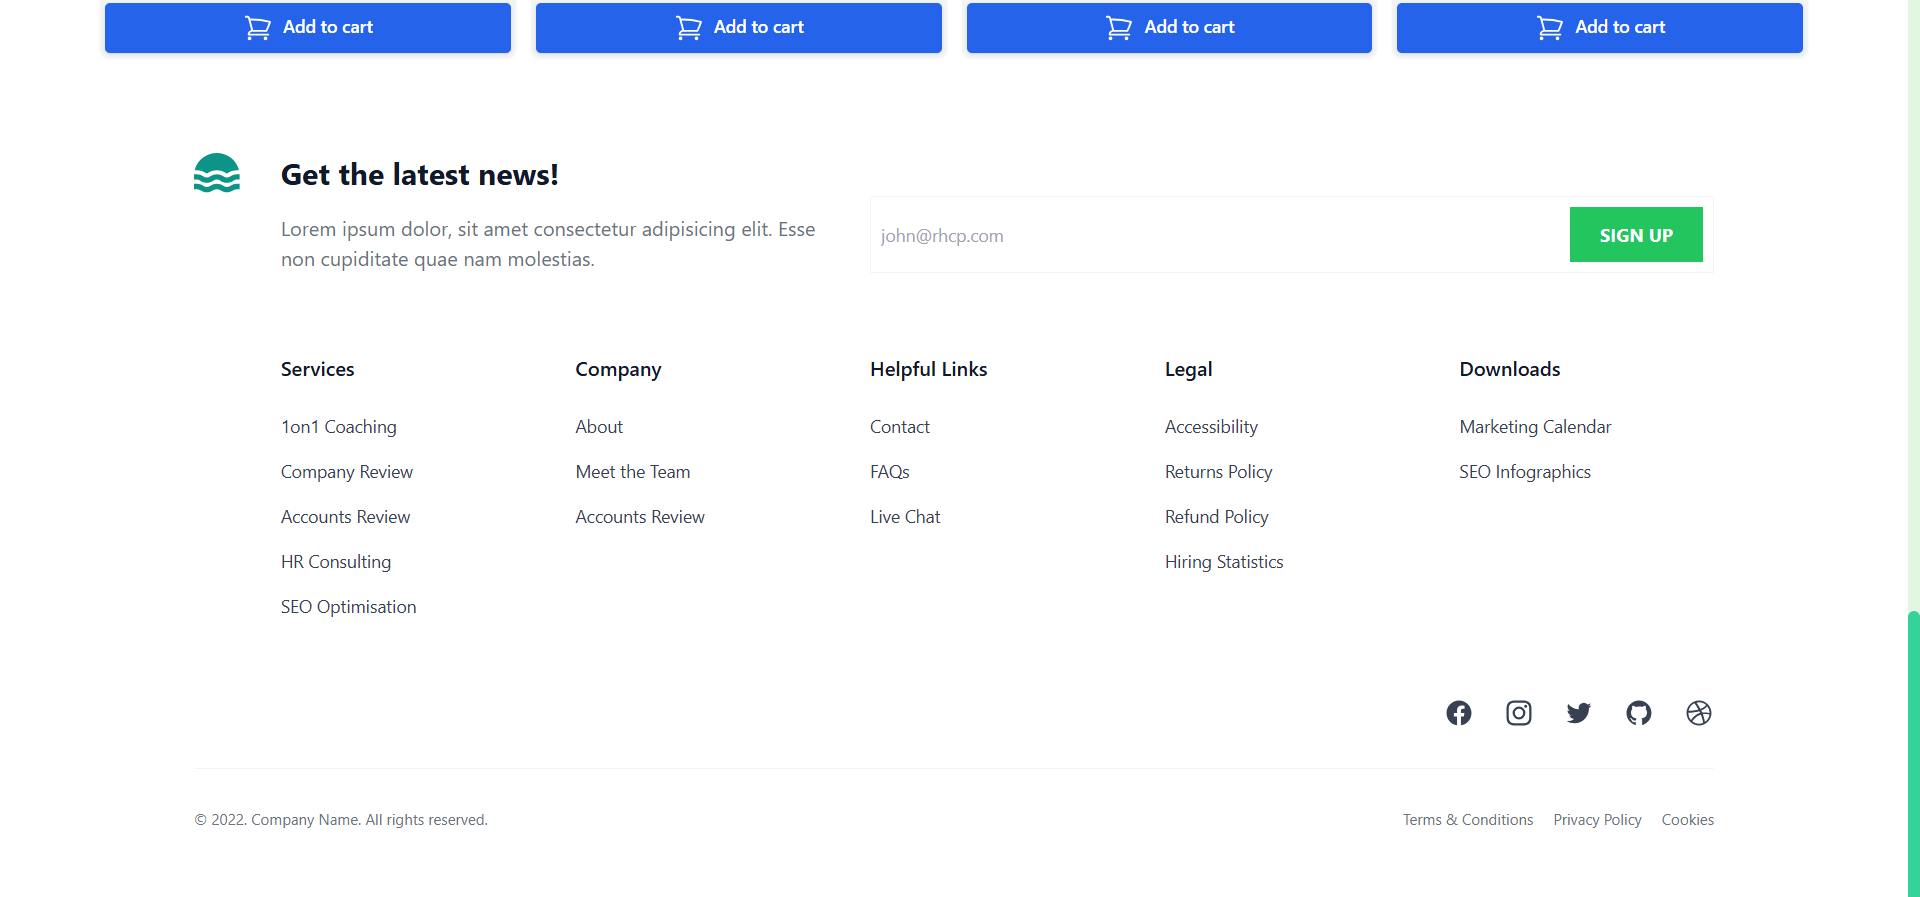 Add to cart
Add to cart
Add to cart
Add to cart
Get the latest news!
Lorem ipsum dolor, sit amet consectetur adipisicing elit. Esse
non cupiditate quae nam molestias.
john@rhcp.com
SIGN UP
Services
1on1 Coaching
Company Review
Accounts Review
HR Consulting
SEO Optimisation
Company
About
Meet the Team
Accounts Review
Helpful Links
Contact
FAQs
Live Chat
Legal
Accessibility
Returns Policy
Refund Policy
Hiring Statistics
Downloads
Marketing Calendar
SEO Infographics
© 2022. Company Name. All rights reserved.
Terms & Conditions
Privacy Policy
Cookies